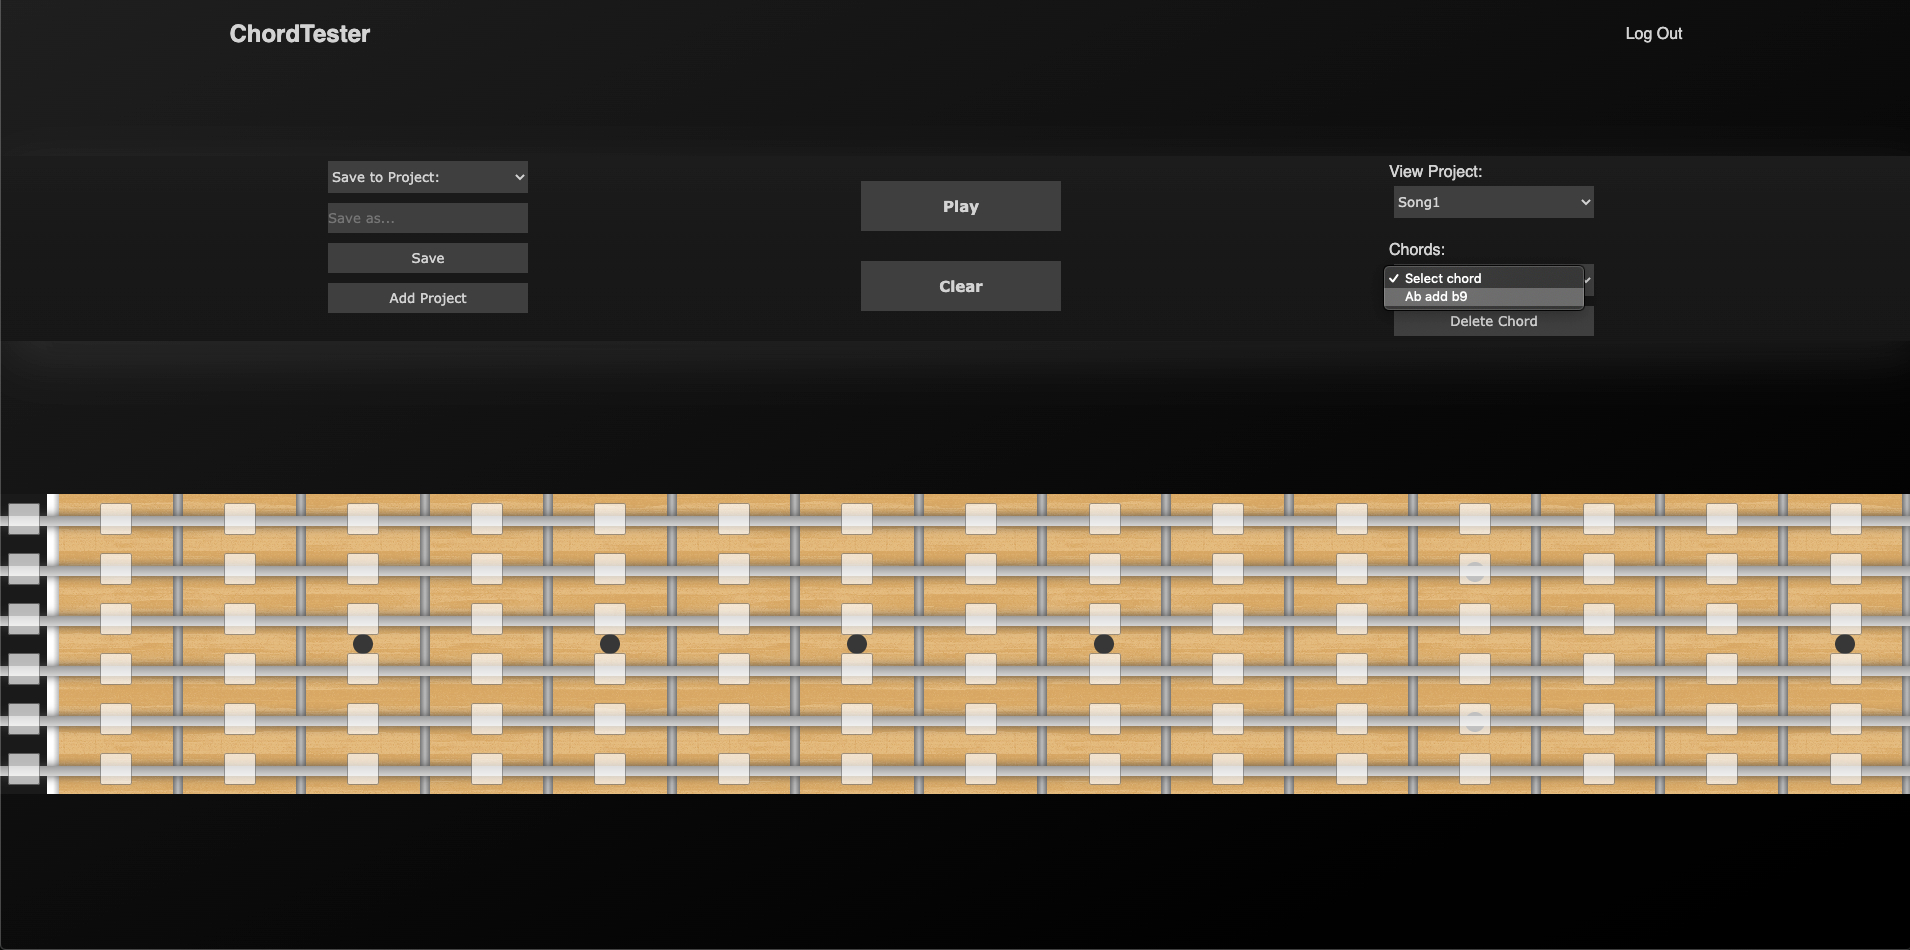 ChordTester
Log Out
Save to Project:
Save as...
Save
Add Project
Play
Clear
View Project:
Song1
Chords:
✓ Select chord
Ab add b9
Delete Chord